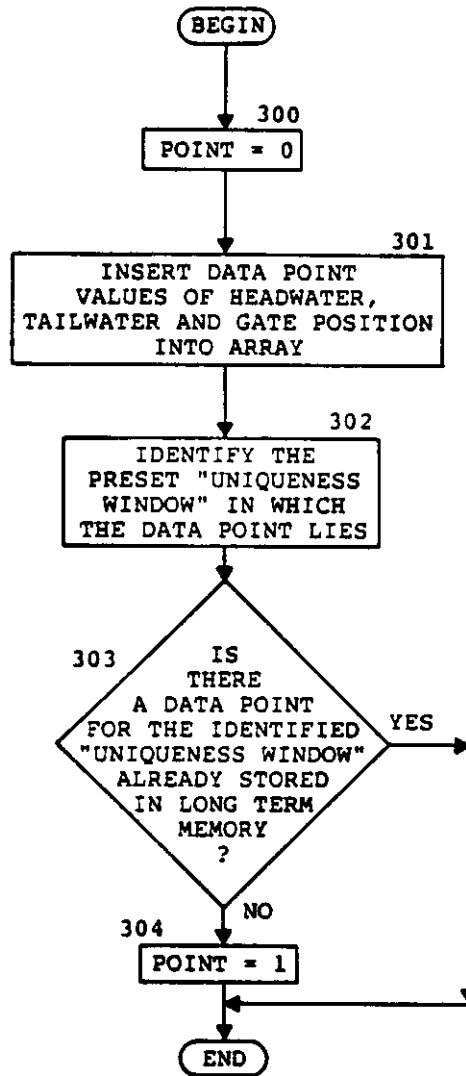 BEGIN
300
POINT = 0
301
INSERT DATA POINT
VALUES OF HEADWATER,
TAILWATER AND GATE POSITION
INTO ARRAY
302
IDENTIFY THE
PRESET "UNIQUENESS
WINDOW" IN WHICH
THE DATA POINT LIES
303
IS
THERE
A DATA POINT
FOR THE IDENTIFIED
"UNIQUENESS WINDOW"
ALREADY STORED
IN LONG TERM
MEMORY
?
YES
NO
304
POINT = 1
END